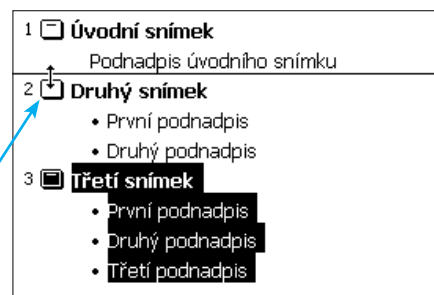 1 Úvodní snímek
Podnadpis úvodního snímku
2 Druhý snímek
• První podnadpis
• Druhý podnadpis
3 Třetí snímek
• První podnadpis
• Druhý podnadpis
• Třetí podnadpis